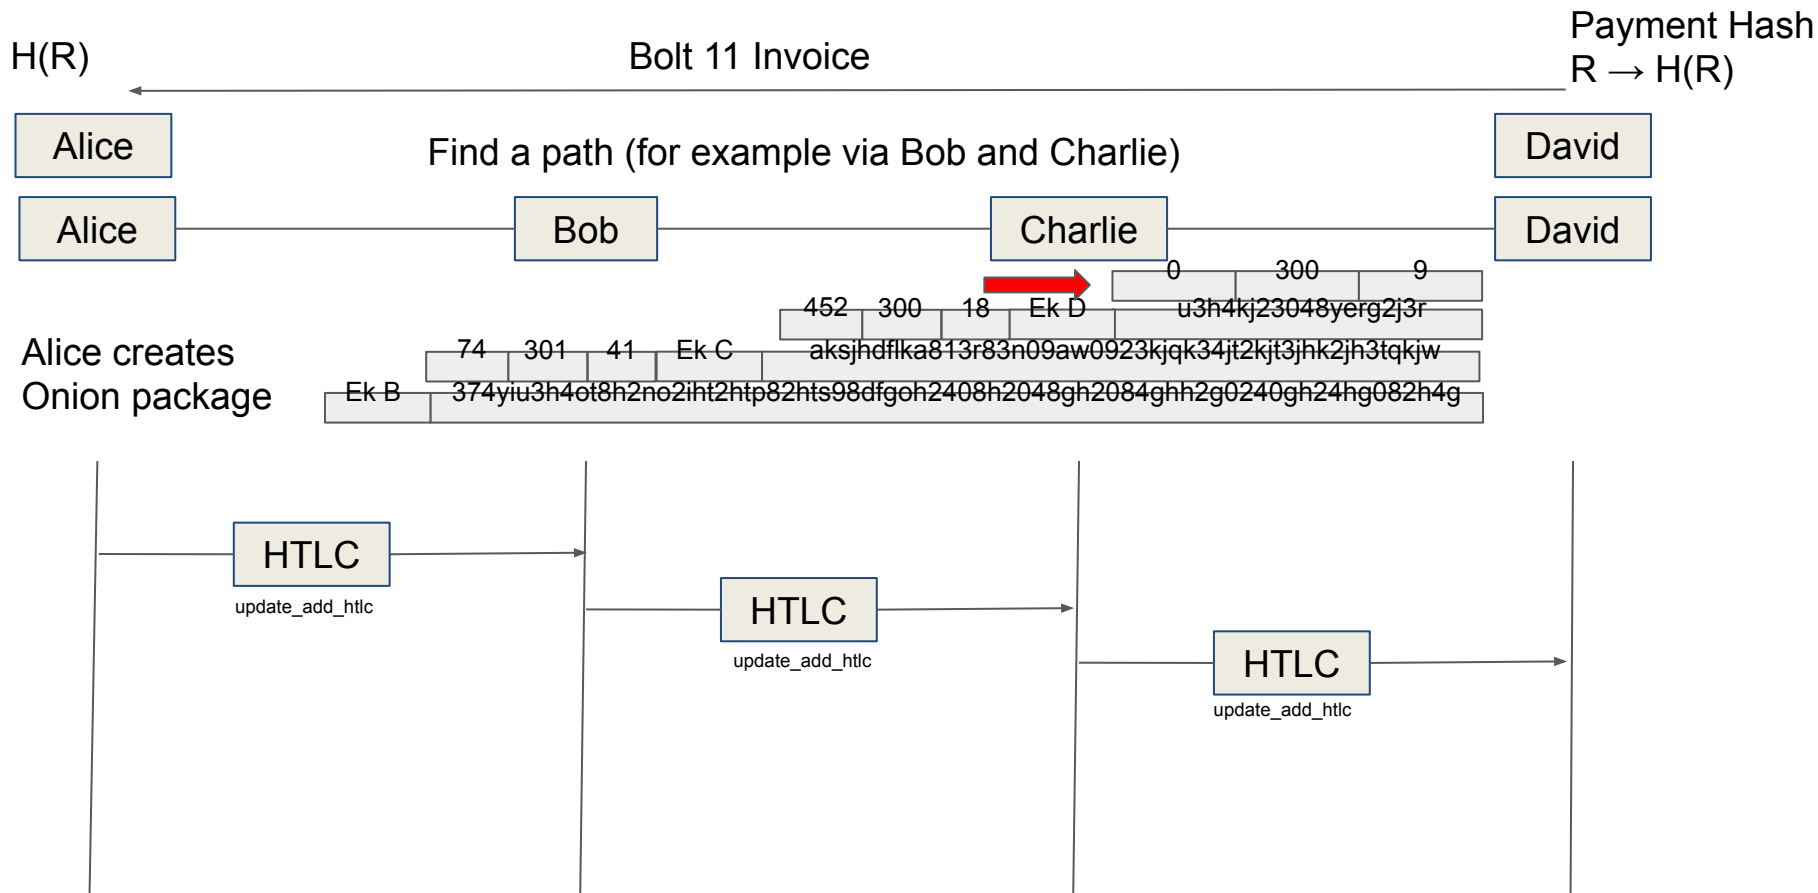 Payment Hash
H(R)
Bolt 11 Invoice
R → H(R)
Alice
Find a path (for example via Bob and Charlie)
David
Alice
Bob
Charlie
David
0 300 9
452 300 18 Ek D u3h4kj23048yerg2j3r
Alice creates
74 301 41 Ek C aksjhdflka813r83n09aw0923kjqk34jt2kjt3jhk2jh3tqkjw
Onion package
Ek B 374yiu3h4ot8h2no2iht2htp82hts98dfgoh2408h2048gh2084ghh2g0240gh24hg082h4g
HTLC
update_add_htlc
HTLC
update_add_htlc
HTLC
update_add_htlc